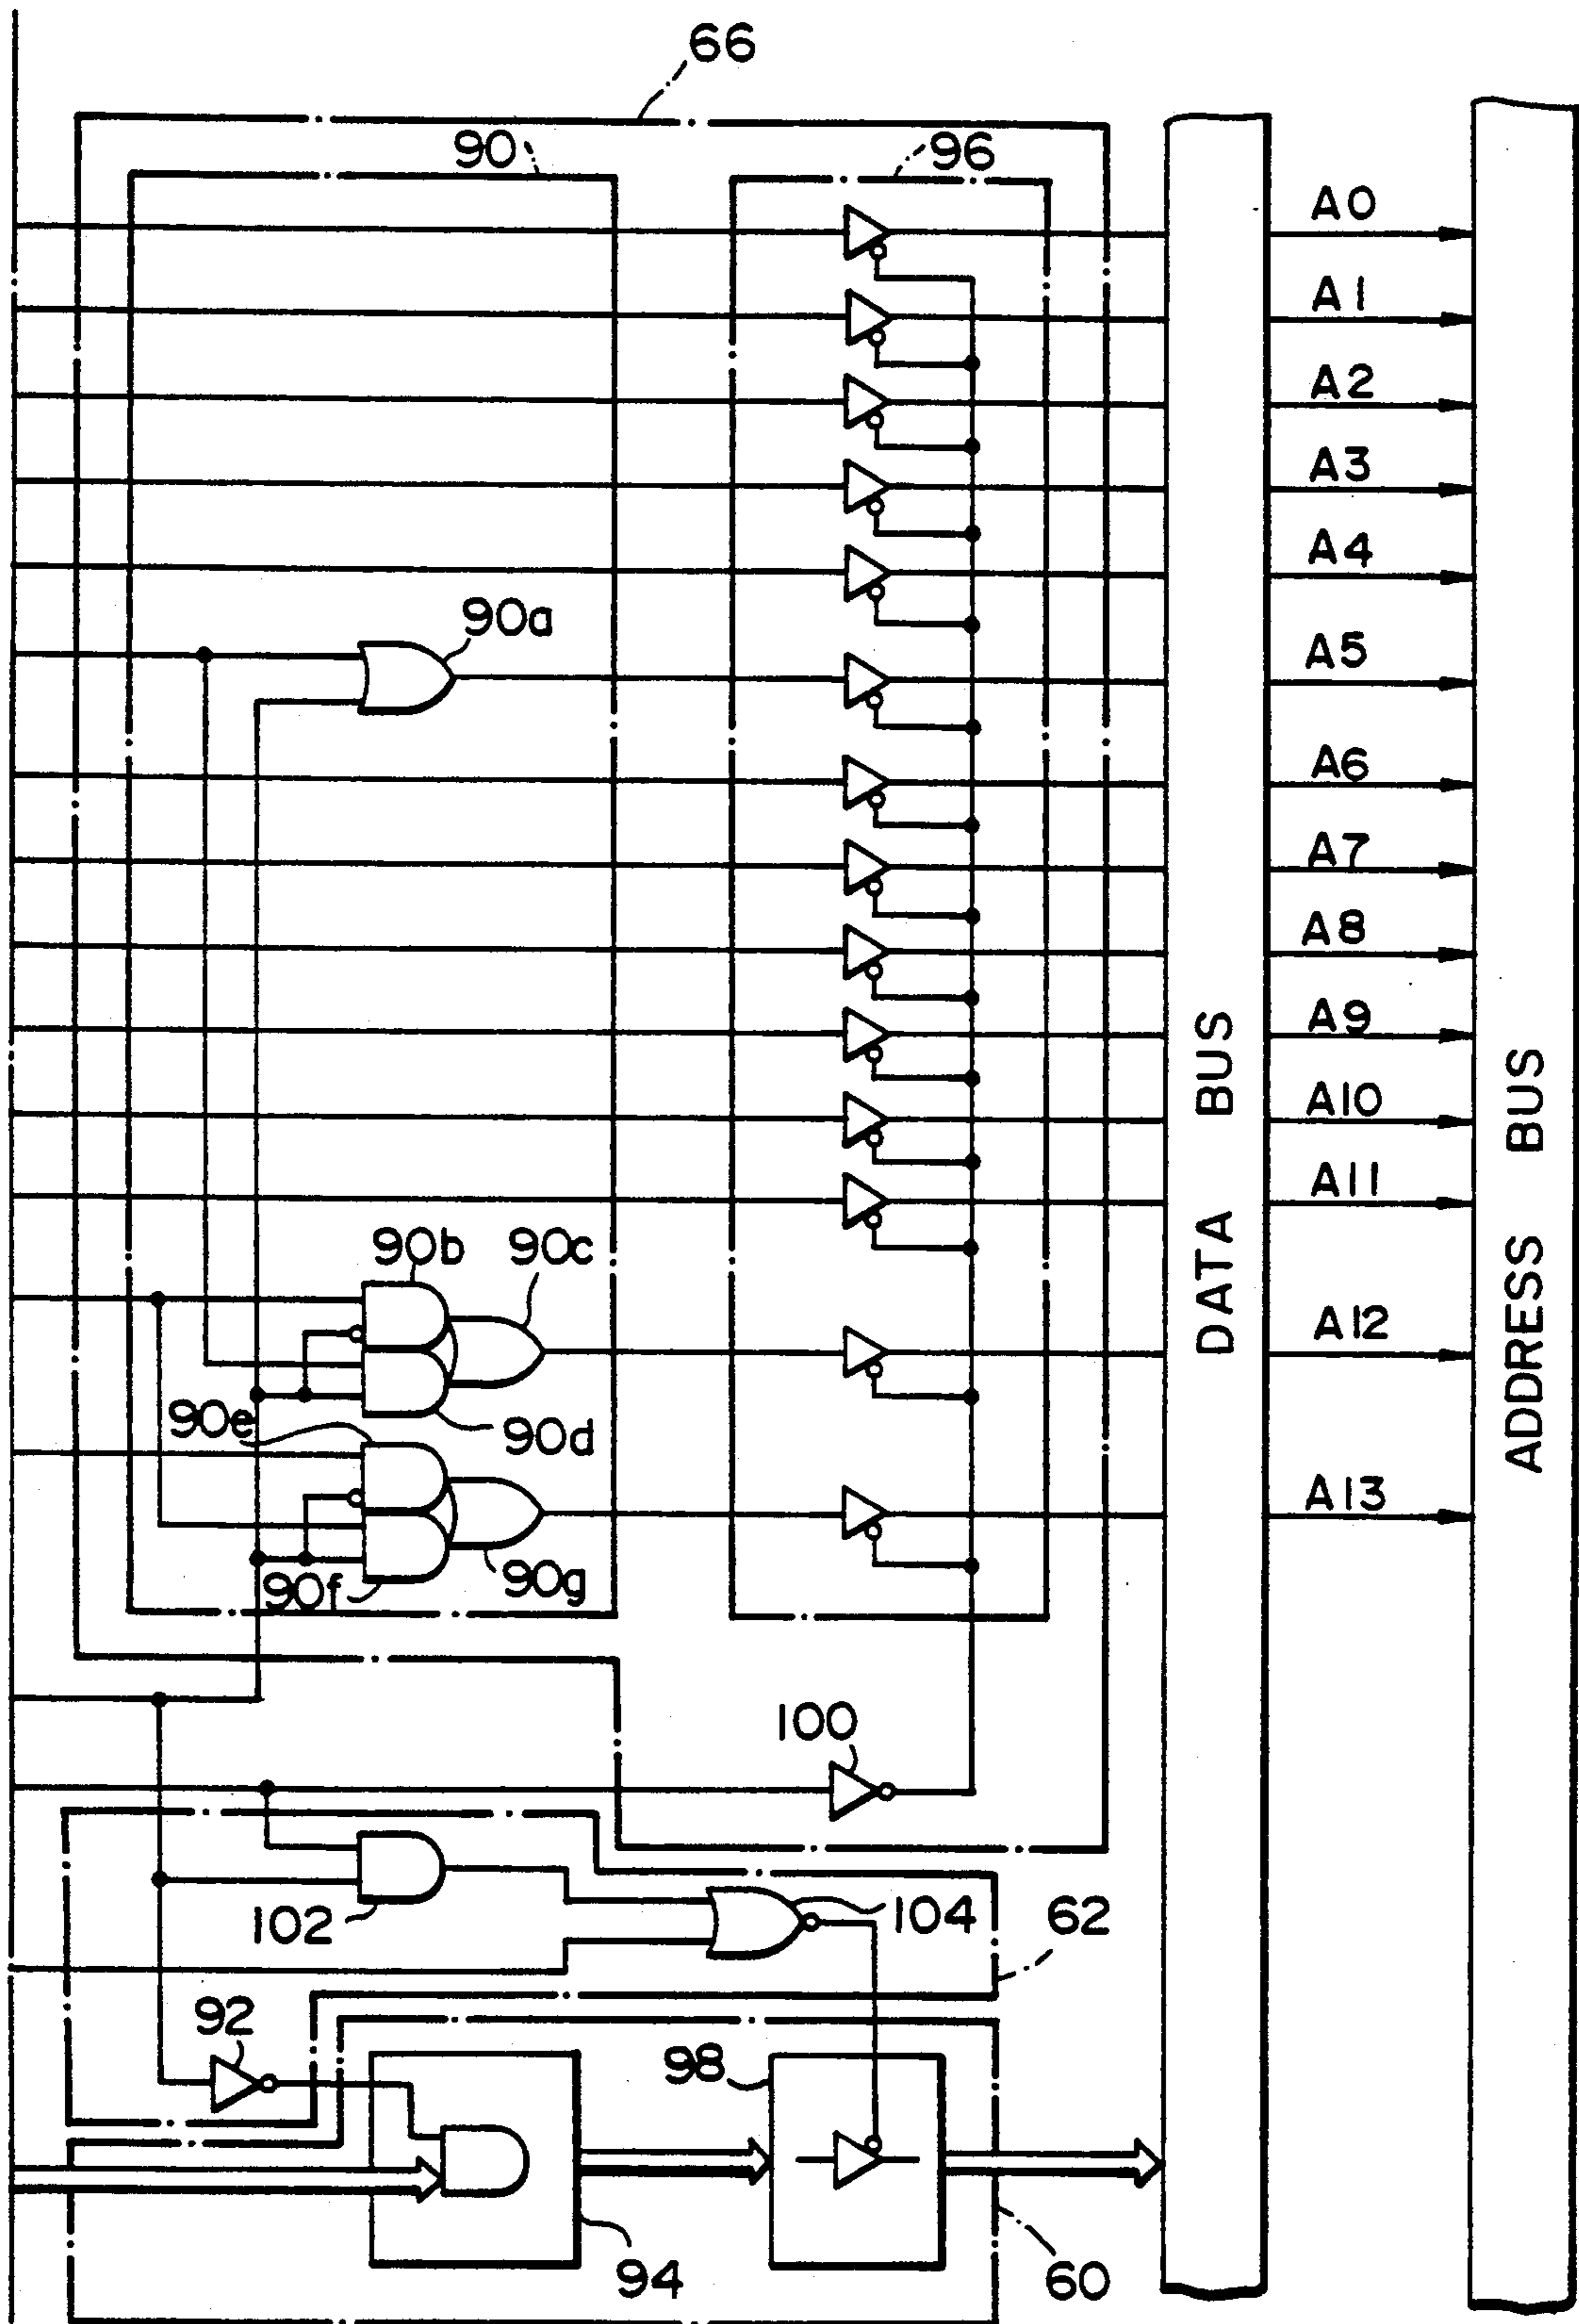 66
90
96
A0
A1
A2
A3
A4
90a
A5
A6
A7
A8
A9
A10
A11
90b
90c
A12
90e
90d
A13
90f
90g
DATA BUS
ADDRESS BUS
100
102
104
62
92
98
94
60